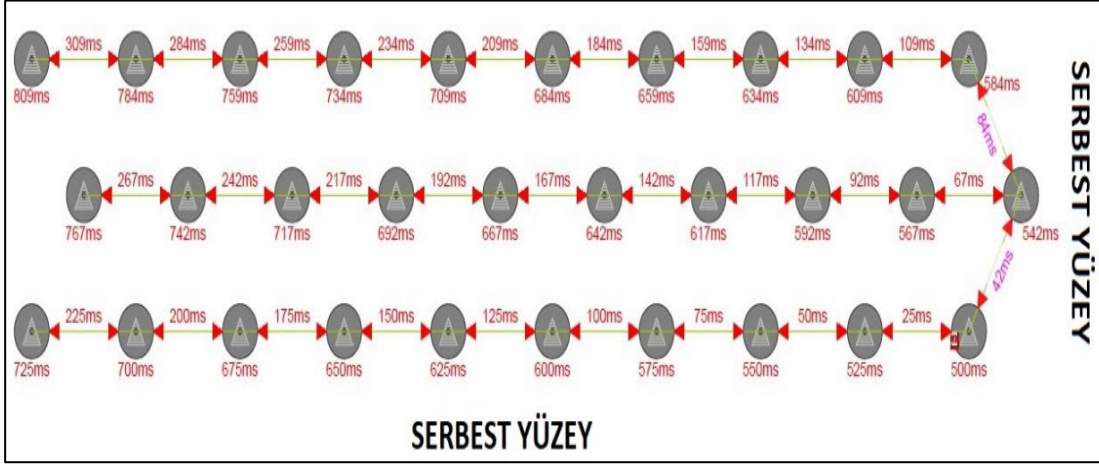 309ms 284ms 259ms 234ms 209ms 184ms 159ms 134ms 109ms
809ms 784ms 759ms 734ms 709ms 684ms 659ms 634ms 609ms 584ms
84ms
267ms 242ms 217ms 192ms 167ms 142ms 117ms 92ms 67ms
767ms 742ms 717ms 692ms 667ms 642ms 617ms 592ms 567ms 542ms
42ms
225ms 200ms 175ms 150ms 125ms 100ms 75ms 50ms 25ms
725ms 700ms 675ms 650ms 625ms 600ms 575ms 550ms 525ms 500ms
SERBEST YÜZEY
SERBEST YÜZEY